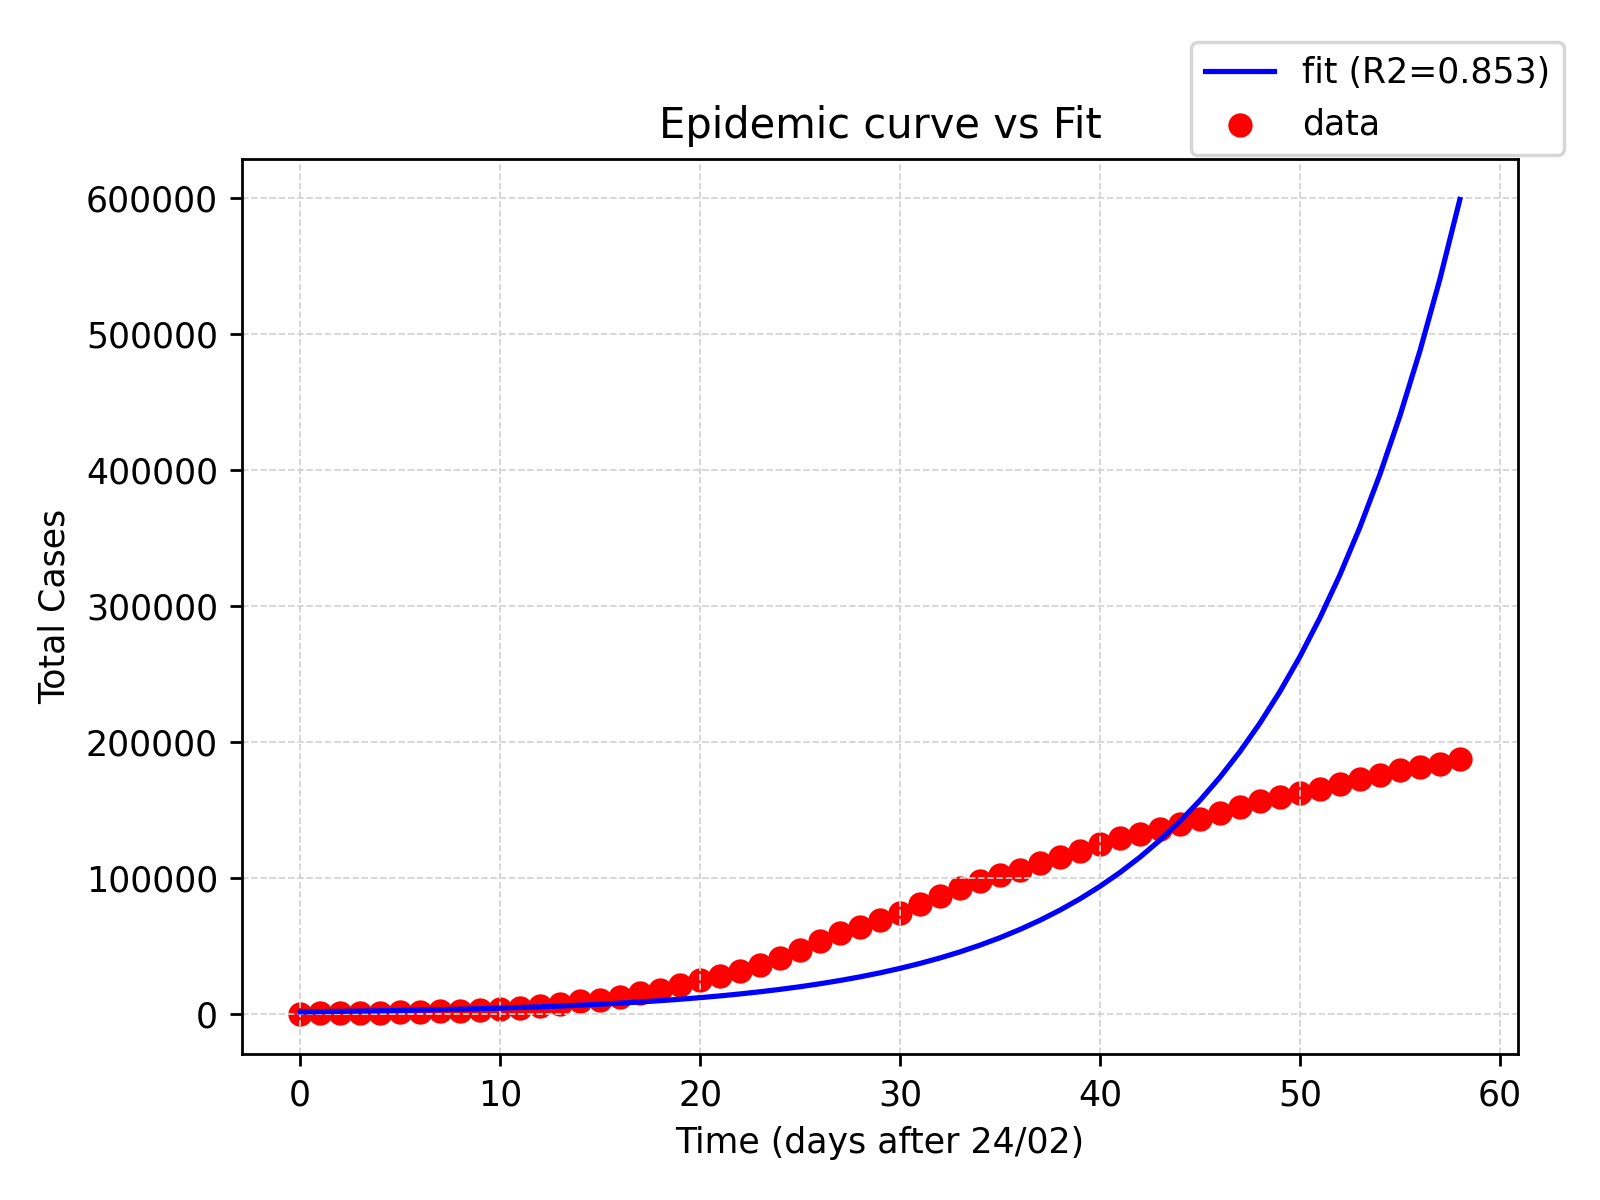 fit (R2=0.853)
data
Epidemic curve vs Fit
600000
500000
400000
300000
200000
100000
0
Total Cases
0 10 20 30 40 50 60
Time (days after 24/02)